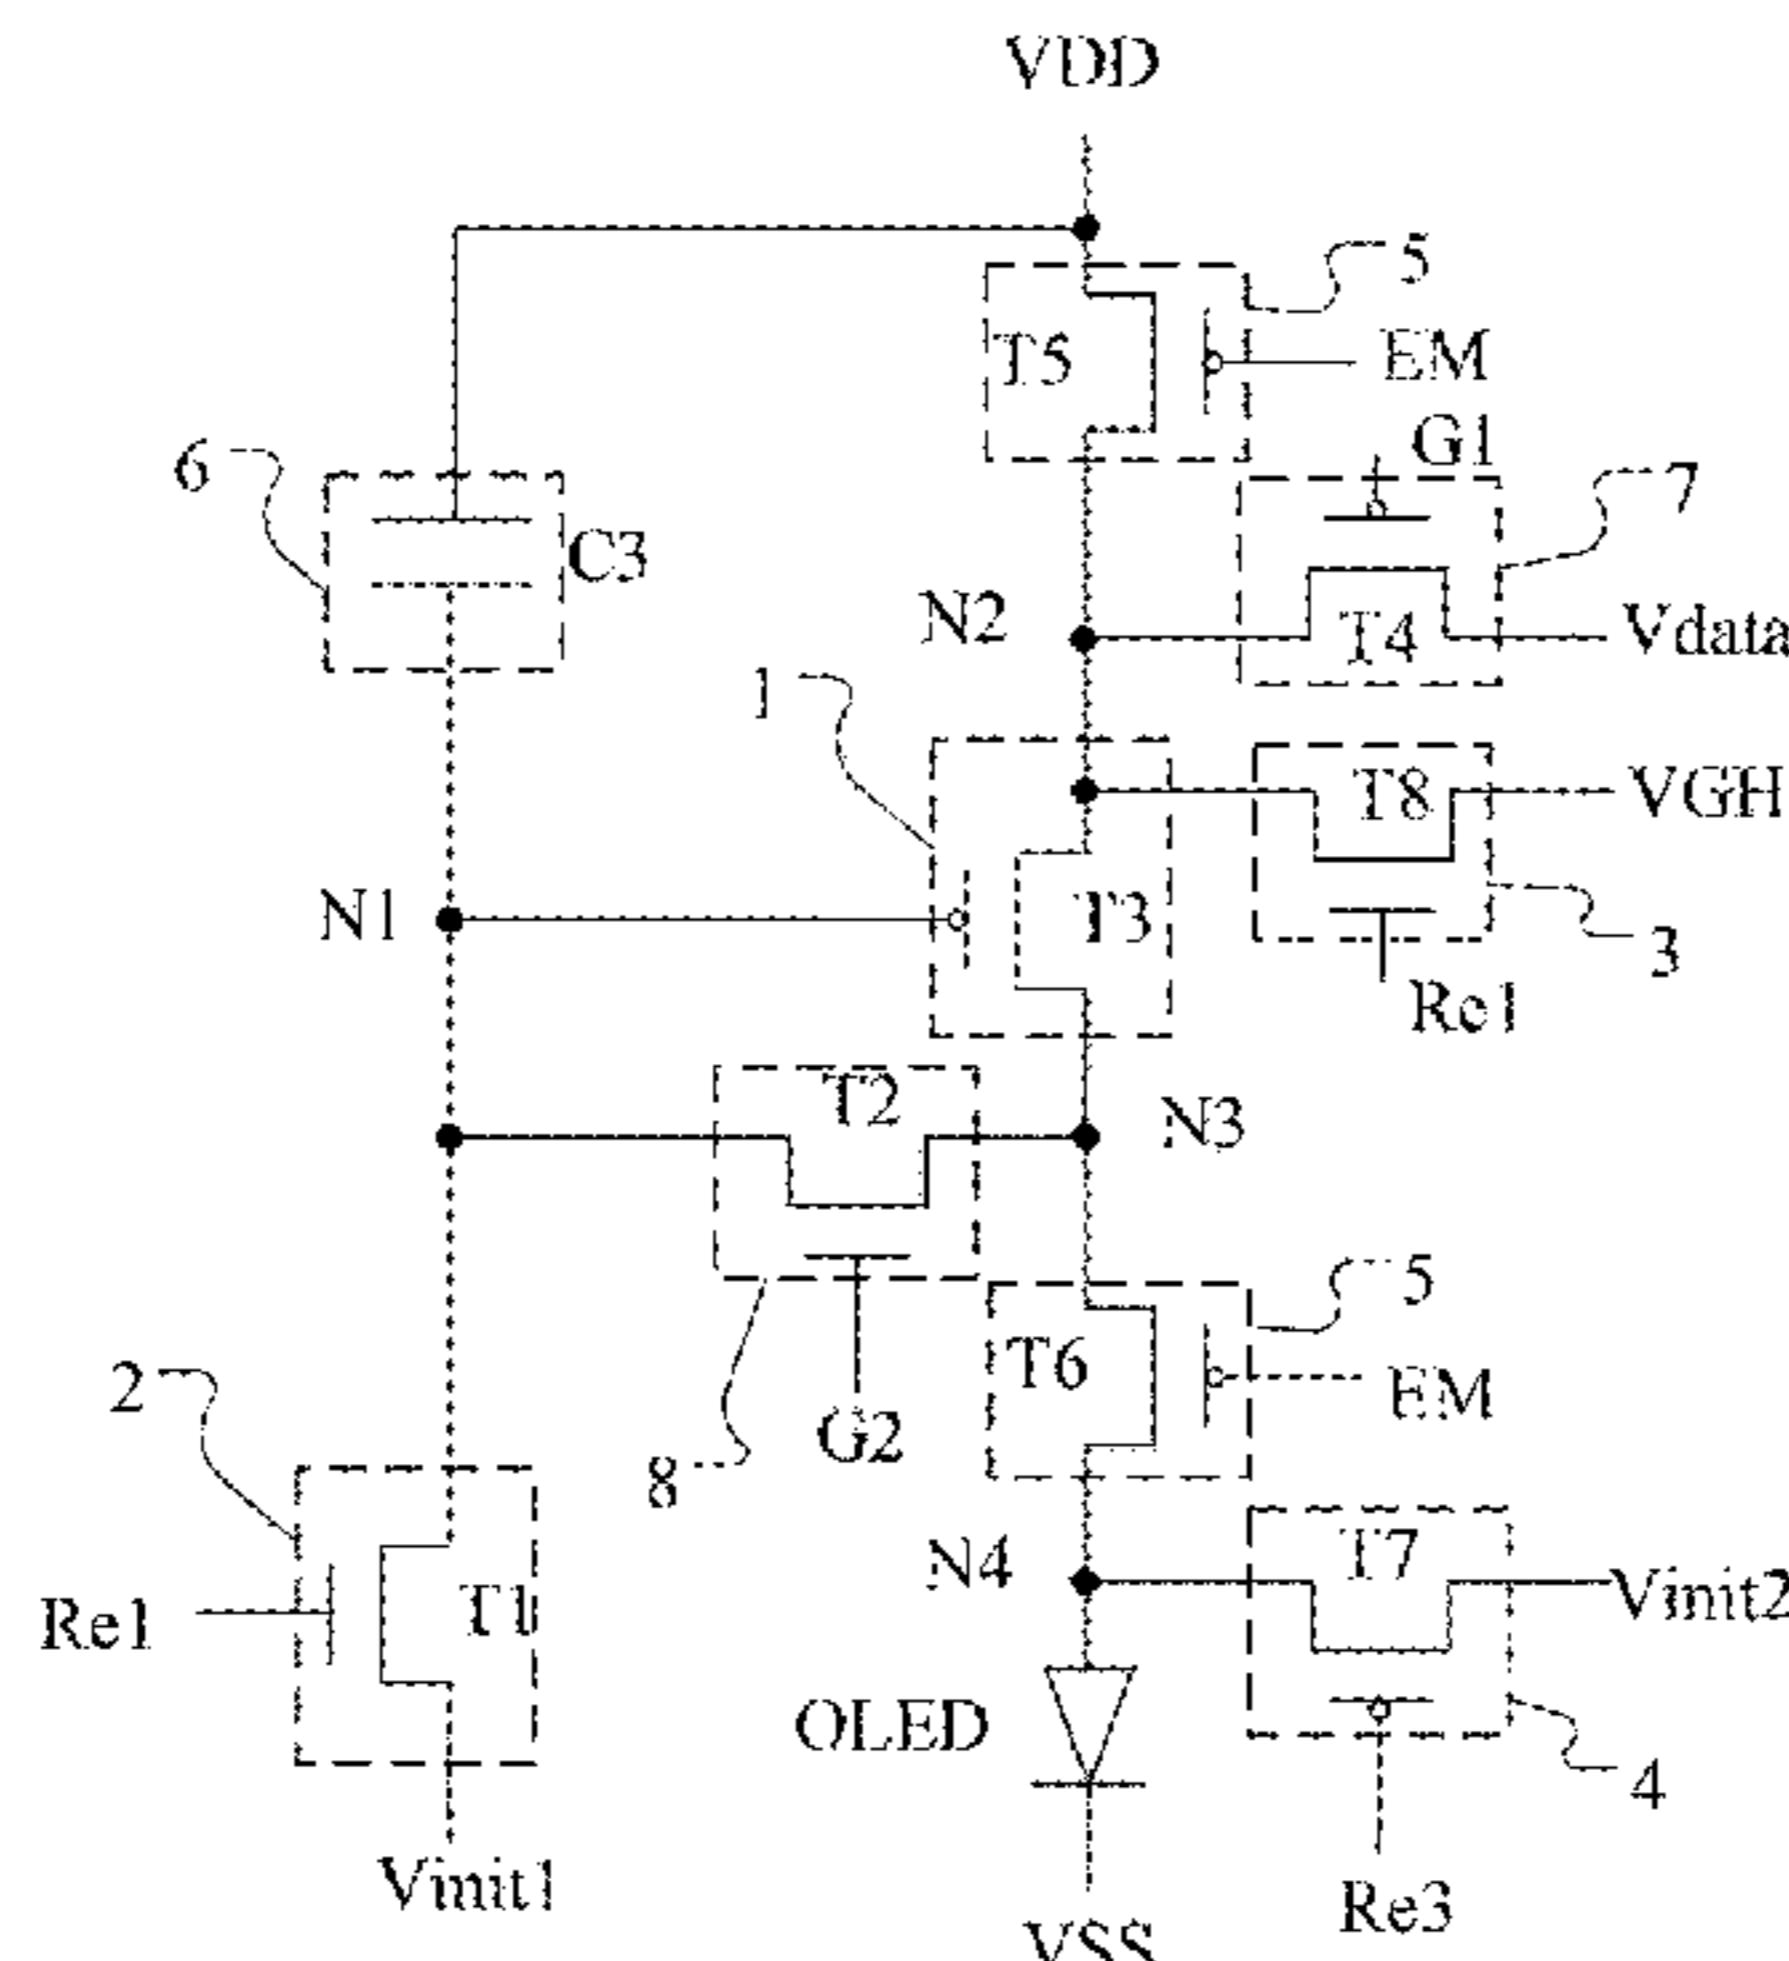 VDD
5
T5
EM
G1
6
7
C3
N2
T4
Vdata
1
T8
VGH
N1
T3
3
Re1
T2
N3
5
T6
EM
2
G2
8
N4
T7
Vinit2
Re1
T1
OLED
4
Vinit1
Re3
VSS